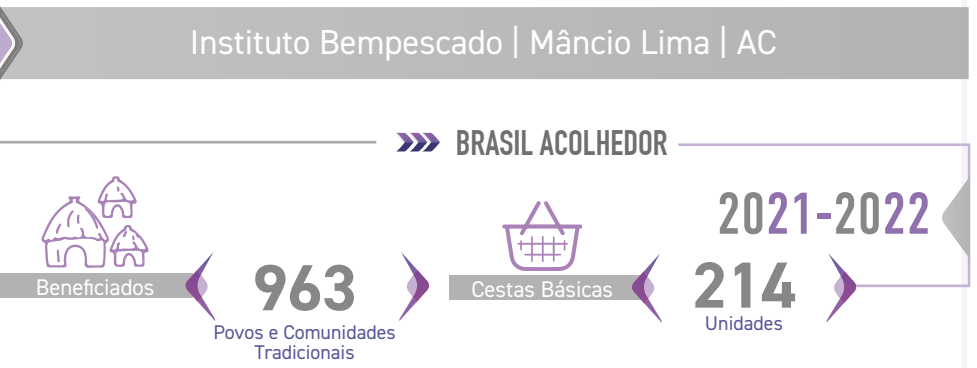 Instituto Bempescado | Mâncio Lima | AC
BRASIL ACOLHEDOR
2021-2022
Beneficiados
963
Povos e Comunidades
Tradicionais
Cestas Básicas
214
Unidades